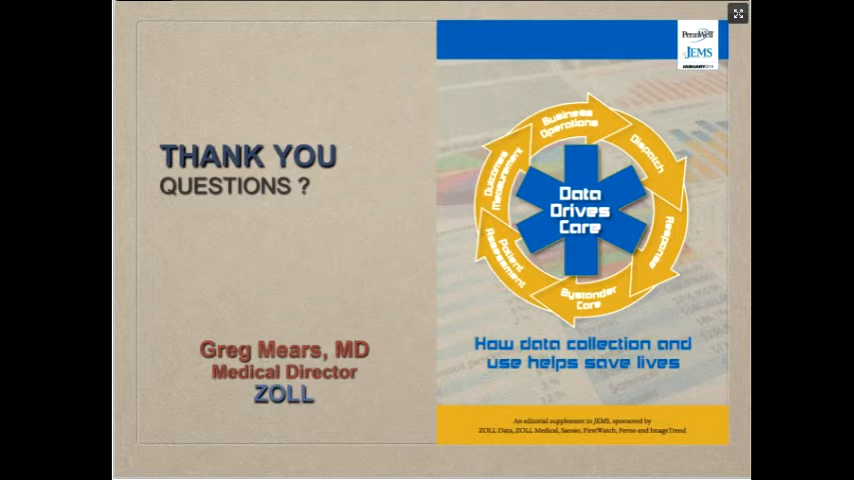 THANK YOU
QUESTIONS ?
Greg Mears, MD
Medical Director
ZOLL
PennWell
JEMS
Business
Operations
Dispatch
Response
Bystander
Care
Patient
Assessment
Outcomes
Measurement
Data
Drives
Care
How data collection and
use helps save lives
An editorial supplement to JEMS, sponsored by
ZOLL Data, ZOLL Medical, Sansio, FirstWatch, Ferno and ImageTrend